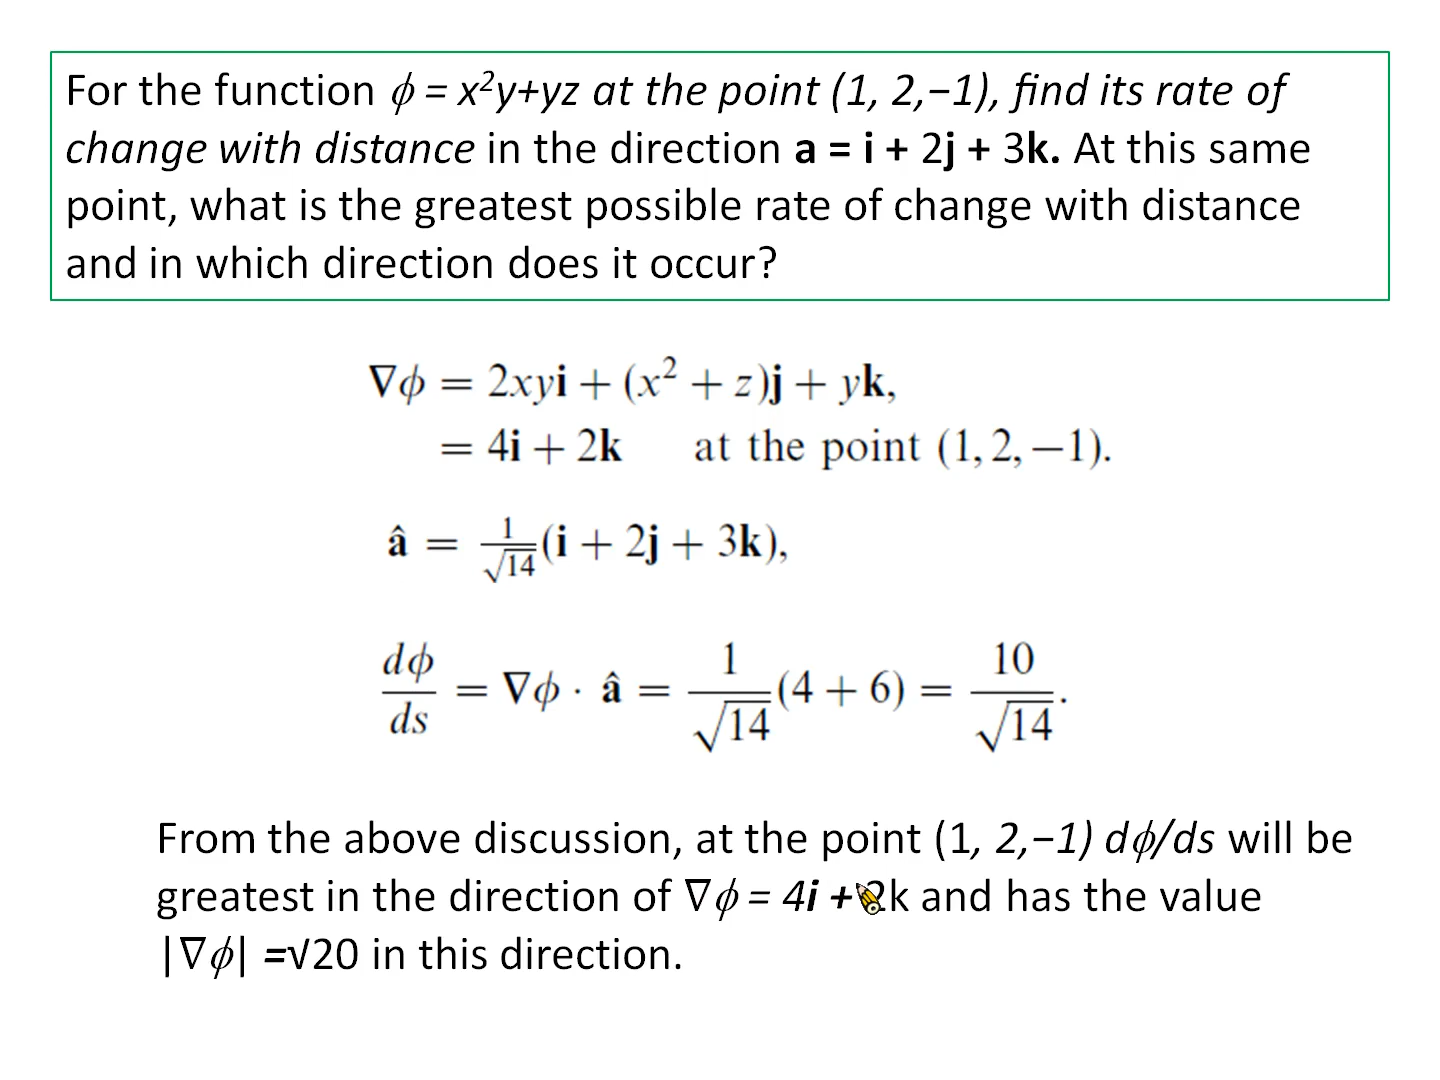 For the function ϕ = x²y+yz at the point (1, 2,−1), find its rate of
change with distance in the direction a = i + 2j + 3k. At this same
point, what is the greatest possible rate of change with distance
and in which direction does it occur?
∇ϕ = 2xyi + (x² + z)j + yk,
= 4i + 2k at the point (1, 2, −1).
â = 1/√14 (i + 2j + 3k),
dϕ/ds = ∇ϕ · â = 1/√14 (4 + 6) = 10/√14.
From the above discussion, at the point (1, 2,−1) dϕ/ds will be
greatest in the direction of ∇ϕ = 4i + 2k and has the value
|∇ϕ| =√20 in this direction.